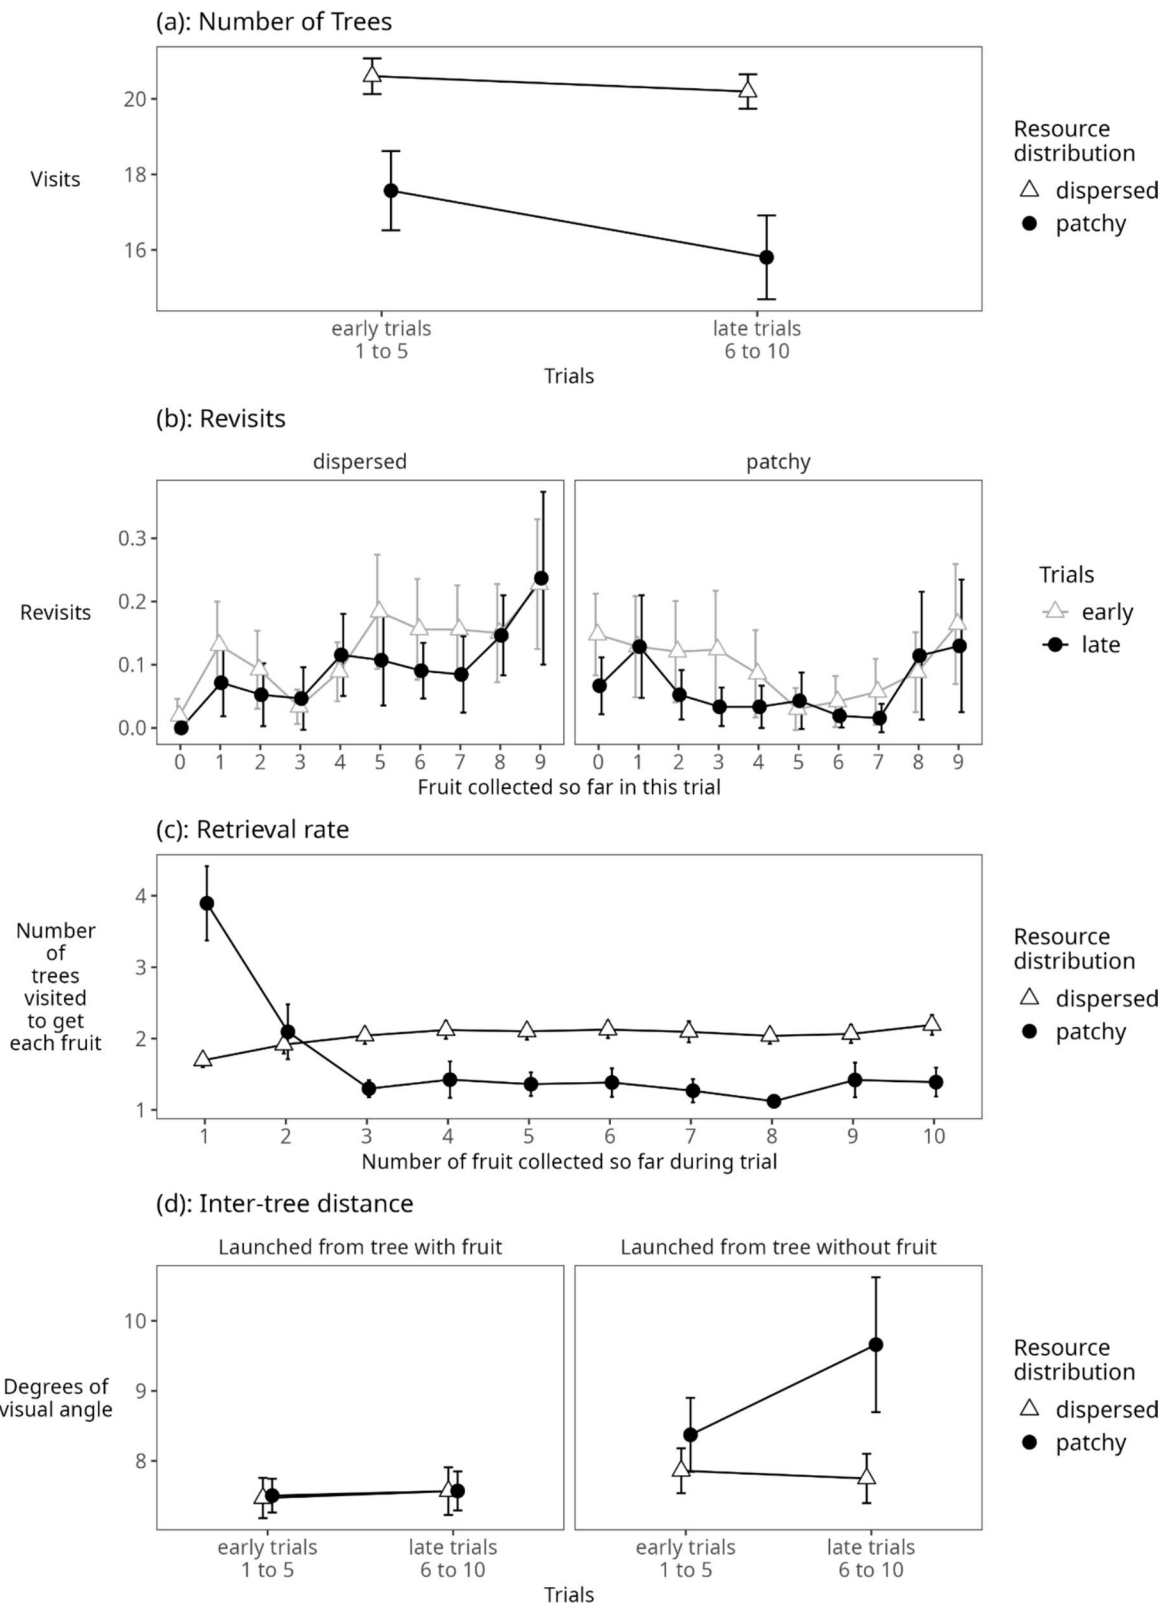 (a): Number of Trees
20
18
16
Visits
early trials
1 to 5
late trials
6 to 10
Trials
Resource
distribution
dispersed
patchy
(b): Revisits
dispersed
patchy
0.3
0.2
0.1
0.0
Revisits
0 1 2 3 4 5 6 7 8 9
0 1 2 3 4 5 6 7 8 9
Fruit collected so far in this trial
Trials
early
late
(c): Retrieval rate
4
3
2
1
Number
of
trees
visited
to get
each fruit
1 2 3 4 5 6 7 8 9 10
Number of fruit collected so far during trial
Resource
distribution
dispersed
patchy
(d): Inter-tree distance
Launched from tree with fruit
Launched from tree without fruit
10
9
8
Degrees of
visual angle
early trials
1 to 5
late trials
6 to 10
early trials
1 to 5
late trials
6 to 10
Trials
Resource
distribution
dispersed
patchy